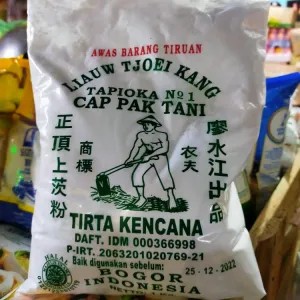 AWAS BARANG TIRUAN
LIAUW TJOEI KANG
TAPIOKA No 1
CAP PAK TANI
正頂上茨粉
商標
農夫
廖水江出品
TIRTA KENCANA
DAFT. IDM 000366998
P-IRT. 2063201020769-21
Baik digunakan sebelum:
25 - 12 - 2022
BOGOR
INDONESIA